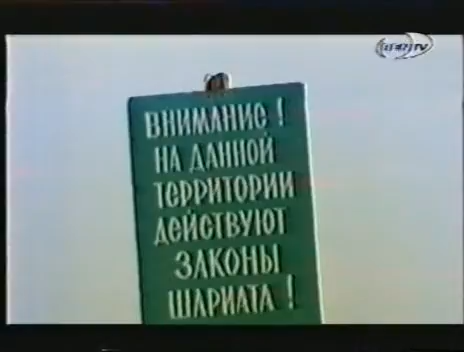 ВНИМАНИЕ !
НА ДАННОЙ
ТЕРРИТОРИИ
ДЕЙСТВУЮТ
ЗАКОНЫ
ШАРИАТА !